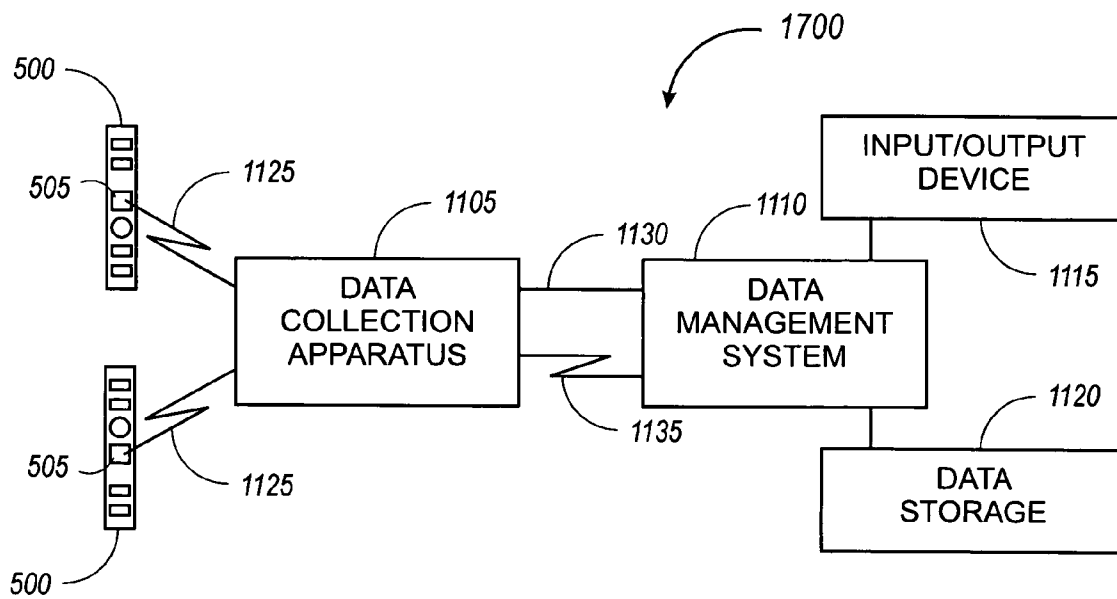 1700
500
505
1125
1105
DATA
COLLECTION
APPARATUS
1130
1135
1110
DATA
MANAGEMENT
SYSTEM
INPUT/OUTPUT
DEVICE
1115
1120
DATA
STORAGE
505
1125
500